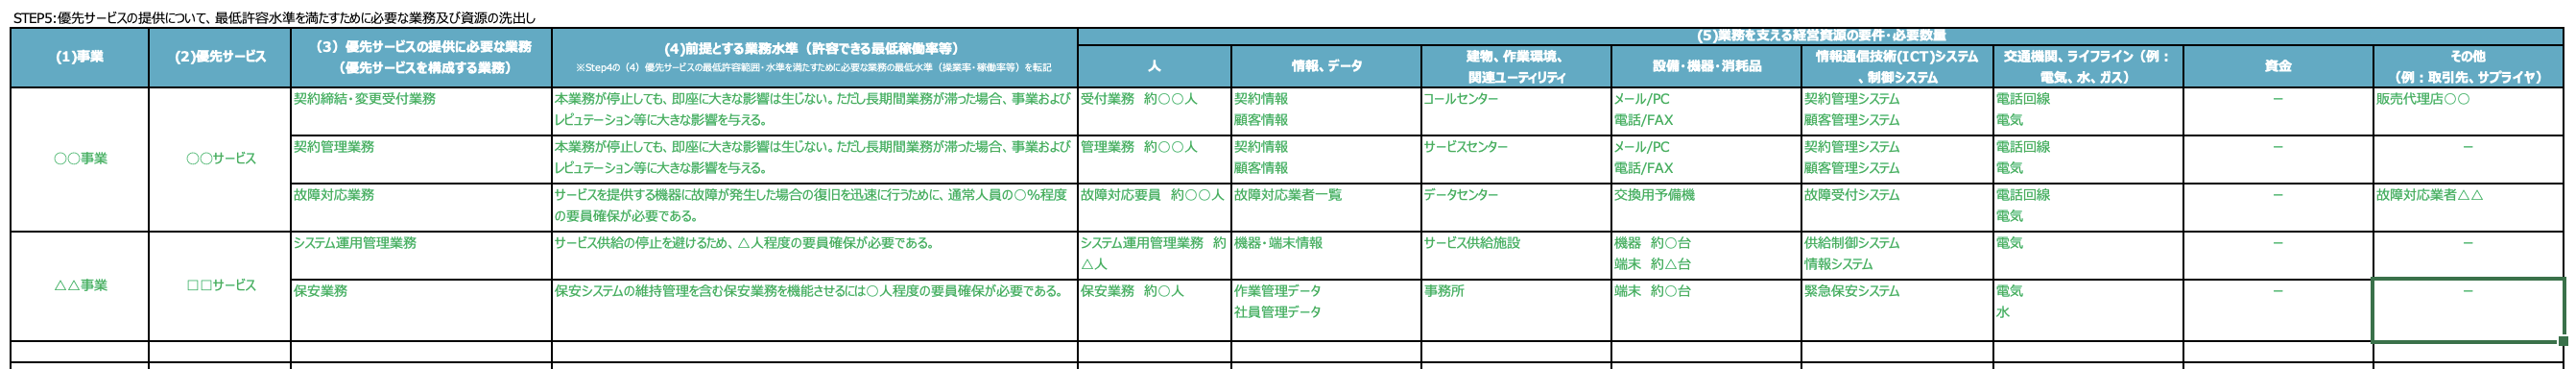 STEP5:優先サービスの提供について、最低許容水準を満たすために必要な業務及び資源の洗出し
(1)事業
(2)優先サービス
(3) 優先サービスの提供に必要な業務
(優先サービスを構成する業務)
(4)前提とする業務水準(許容できる最低稼働率等)
※Step4の(4)優先サービスの最低許容範囲・水準を満たすために必要な業務の最低水準(操業率・稼働率等)を転記
(5)業務を支える経営資源の要件・必要数量
人
情報、データ
建物、作業環境、
関連ユーティリティ
設備・機器・消耗品
情報通信技術(ICT)システム
、制御システム
交通機関、ライフライン(例:
電気、水、ガス)
資金
その他
(例:取引先、サプライヤ)
○○事業
○○サービス
契約締結・変更受付業務
本業務が停止しても、即座に大きな影響は生じない。ただし長期間業務が滞った場合、事業および
レピュテーション等に大きな影響を与える。
受付業務 約○○人
契約情報
顧客情報
コールセンター
メール/PC
電話/FAX
契約管理システム
顧客管理システム
電話回線
電気
−
販売代理店○○
契約管理業務
本業務が停止しても、即座に大きな影響は生じない。ただし長期間業務が滞った場合、事業および
レピュテーション等に大きな影響を与える。
管理業務 約○○人
契約情報
顧客情報
サービスセンター
メール/PC
電話/FAX
契約管理システム
顧客管理システム
電話回線
電気
−
−
故障対応業務
サービスを提供する機器に故障が発生した場合の復旧を迅速に行うために、通常人員の○%程度
の要員確保が必要である。
故障対応要員 約○○人
故障対応業者一覧
データセンター
交換用予備機
故障受付システム
電話回線
電気
−
故障対応業者△△
△△事業
□□サービス
システム運用管理業務
サービス供給の停止を避けるため、△人程度の要員確保が必要である。
システム運用管理業務 約
△人
機器・端末情報
サービス供給施設
機器 約○台
端末 約△台
供給制御システム
情報システム
電気
−
−
保安業務
保安システムの維持管理を含む保安業務を機能させるには○人程度の要員確保が必要である。
保安業務 約○人
作業管理データ
社員管理データ
事務所
端末 約○台
緊急保安システム
電気
水
−
−